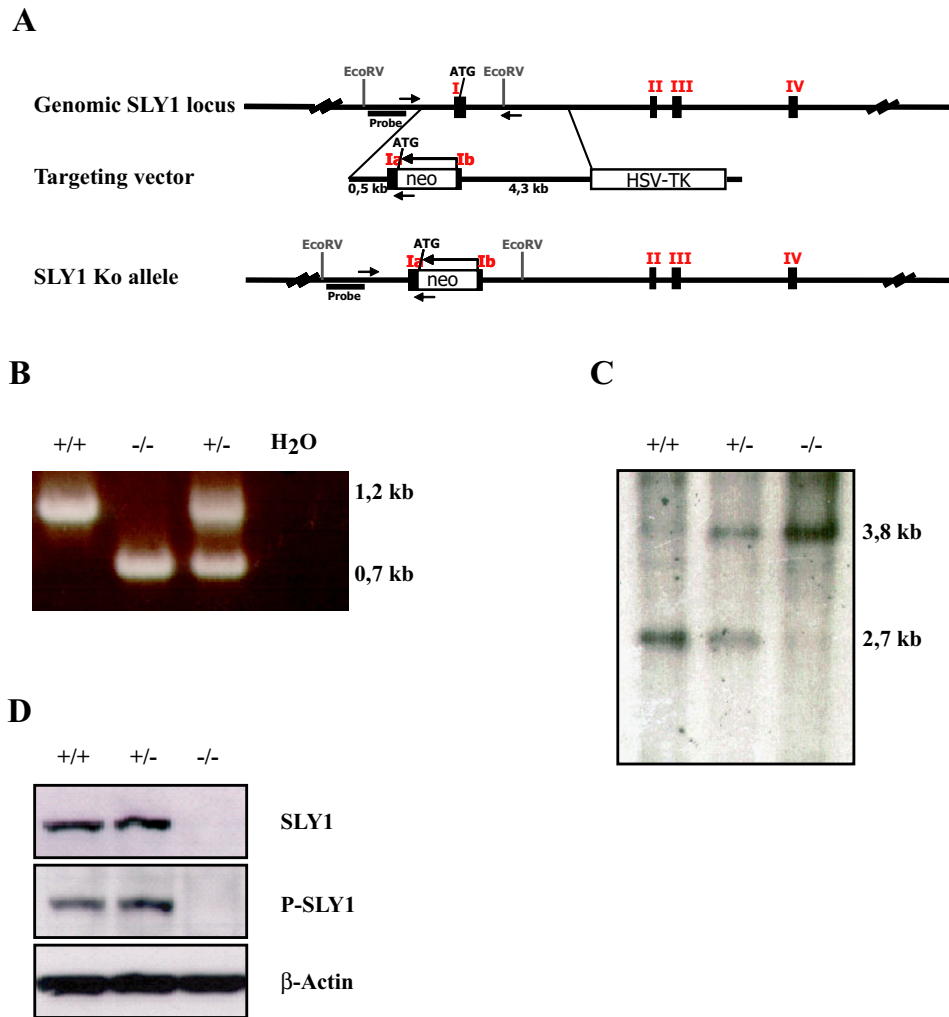 A
EcoRV ATG EcoRV
I II III IV
Genomic SLY1 locus
Probe
ATG
Ia Ib
Targeting vector
neo HSV-TK
0,5 kb 4,3 kb
EcoRV ATG EcoRV
Ia Ib II III IV
SLY1 Ko allele
neo
Probe
B
+/+ -/- +/- H2O
1,2 kb
0,7 kb
C
+/+ +/- -/-
3,8 kb
2,7 kb
D
+/+ +/- -/-
SLY1
P-SLY1
β-Actin